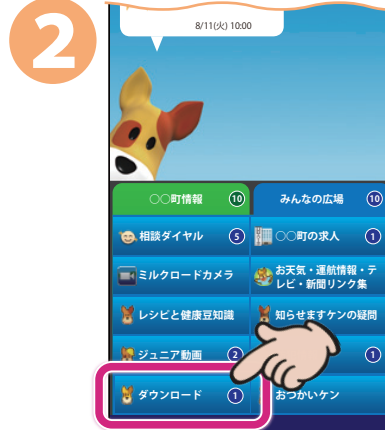 2
8/11(火) 10:00
○○町情報 10
みんなの広場 10
相談ダイヤル 5
○○町の求人 1
ミルクロードカメラ
お天気・運航情報・テ
レビ・新聞リンク集
レシピと健康豆知識
知らせますケンの疑問
ジュニア動画 2
1
ダウンロード 1
おつかいケン